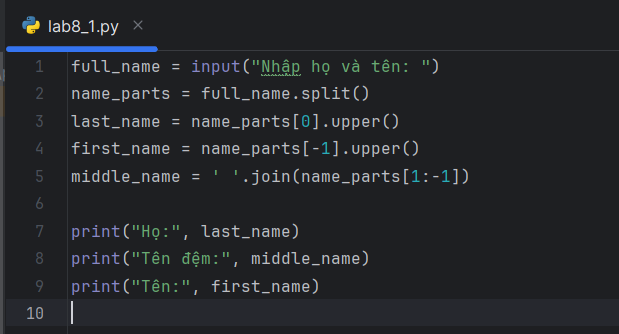 lab8_1.py
1 full_name = input("Nhập họ và tên: ")
2 name_parts = full_name.split()
3 last_name = name_parts[0].upper()
4 first_name = name_parts[-1].upper()
5 middle_name = ' '.join(name_parts[1:-1])
6
7 print("Họ:", last_name)
8 print("Tên đệm:", middle_name)
9 print("Tên:", first_name)
10